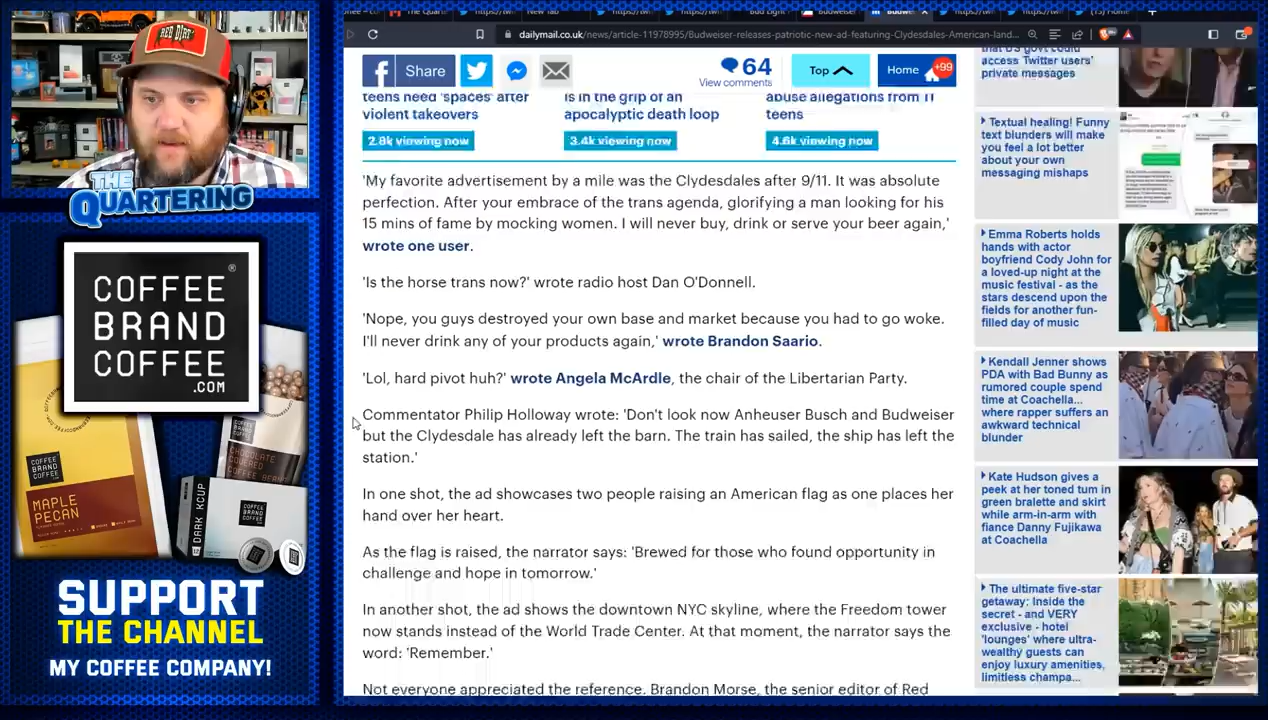 RED DIRT
THE
QUARTERING
COFFEE
BRAND
COFFEE
.COM
®
COFFEE
BRAND
COFFEE
MAPLE
PECAN
COFFEE
BRAND
COFFEE
CHOCOLATE
COVERED
DARK KCUP
COFFEE
BRAND
COFFEE
SUPPORT
THE CHANNEL
MY COFFEE COMPANY!
New Tab
dailymail.co.uk/news/article-11978995/Budweiser-releases-patriotic-new-ad-featuring-Clydesdales-American-land...
Share
64
View comments
Top
Home
+99
teens need 'spaces' after
violent takeovers
2.8k viewing now
is in the grip of an
apocalyptic death loop
3.4k viewing now
abuse allegations from 11
teens
4.6k viewing now
'My favorite advertisement by a mile was the Clydesdales after 9/11. It was absolute
perfection. After your embrace of the trans agenda, glorifying a man looking for his
15 mins of fame by mocking women. I will never buy, drink or serve your beer again,'
wrote one user.
'Is the horse trans now?' wrote radio host Dan O'Donnell.
'Nope, you guys destroyed your own base and market because you had to go woke.
I'll never drink any of your products again,' wrote Brandon Saario.
'Lol, hard pivot huh?' wrote Angela McArdle, the chair of the Libertarian Party.
Commentator Philip Holloway wrote: 'Don't look now Anheuser Busch and Budweiser
but the Clydesdale has already left the barn. The train has sailed, the ship has left the
station.'
In one shot, the ad showcases two people raising an American flag as one places her
hand over her heart.
As the flag is raised, the narrator says: 'Brewed for those who found opportunity in
challenge and hope in tomorrow.'
In another shot, the ad shows the downtown NYC skyline, where the Freedom tower
now stands instead of the World Trade Center. At that moment, the narrator says the
word: 'Remember.'
Not everyone appreciated the reference. Brandon Morse, the senior editor of Red
that US govt could
access Twitter users'
private messages
Textual healing! Funny
text blunders will make
you feel a lot better
about your own
messaging mishaps
Emma Roberts holds
hands with actor
boyfriend Cody John for
a loved-up night at the
music festival - as the
stars descend upon the
fields for another fun-
filled day of music
Kendall Jenner shows
PDA with Bad Bunny as
rumored couple spend
time at Coachella...
where rapper suffers an
awkward technical
blunder
Kate Hudson gives a
peek at her toned tum in
green bralette and skirt
while arm-in-arm with
fiance Danny Fujikawa
at Coachella
The ultimate five-star
getaway: Inside the
secret - and VERY
exclusive - hotel
'lounges' where ultra-
wealthy guests can
enjoy luxury amenities,
limitless champa...